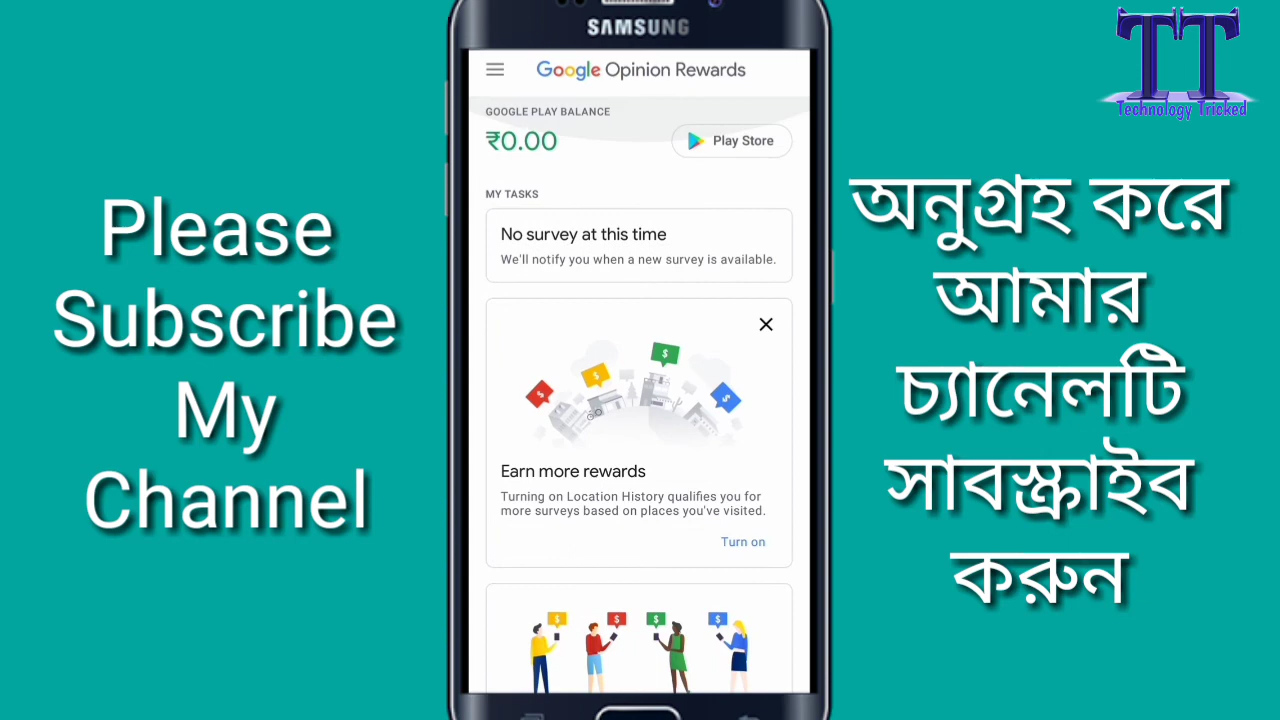 Please
Subscribe
My
Channel
SAMSUNG
Google Opinion Rewards
GOOGLE PLAY BALANCE
₹0.00
Play Store
MY TASKS
No survey at this time
We'll notify you when a new survey is available.
Earn more rewards
Turning on Location History qualifies you for
more surveys based on places you've visited.
Turn on
TT
Technology Tricked
অনুগ্রহ করে
আমার
চ্যানেলটি
সাবস্ক্রাইব
করুন